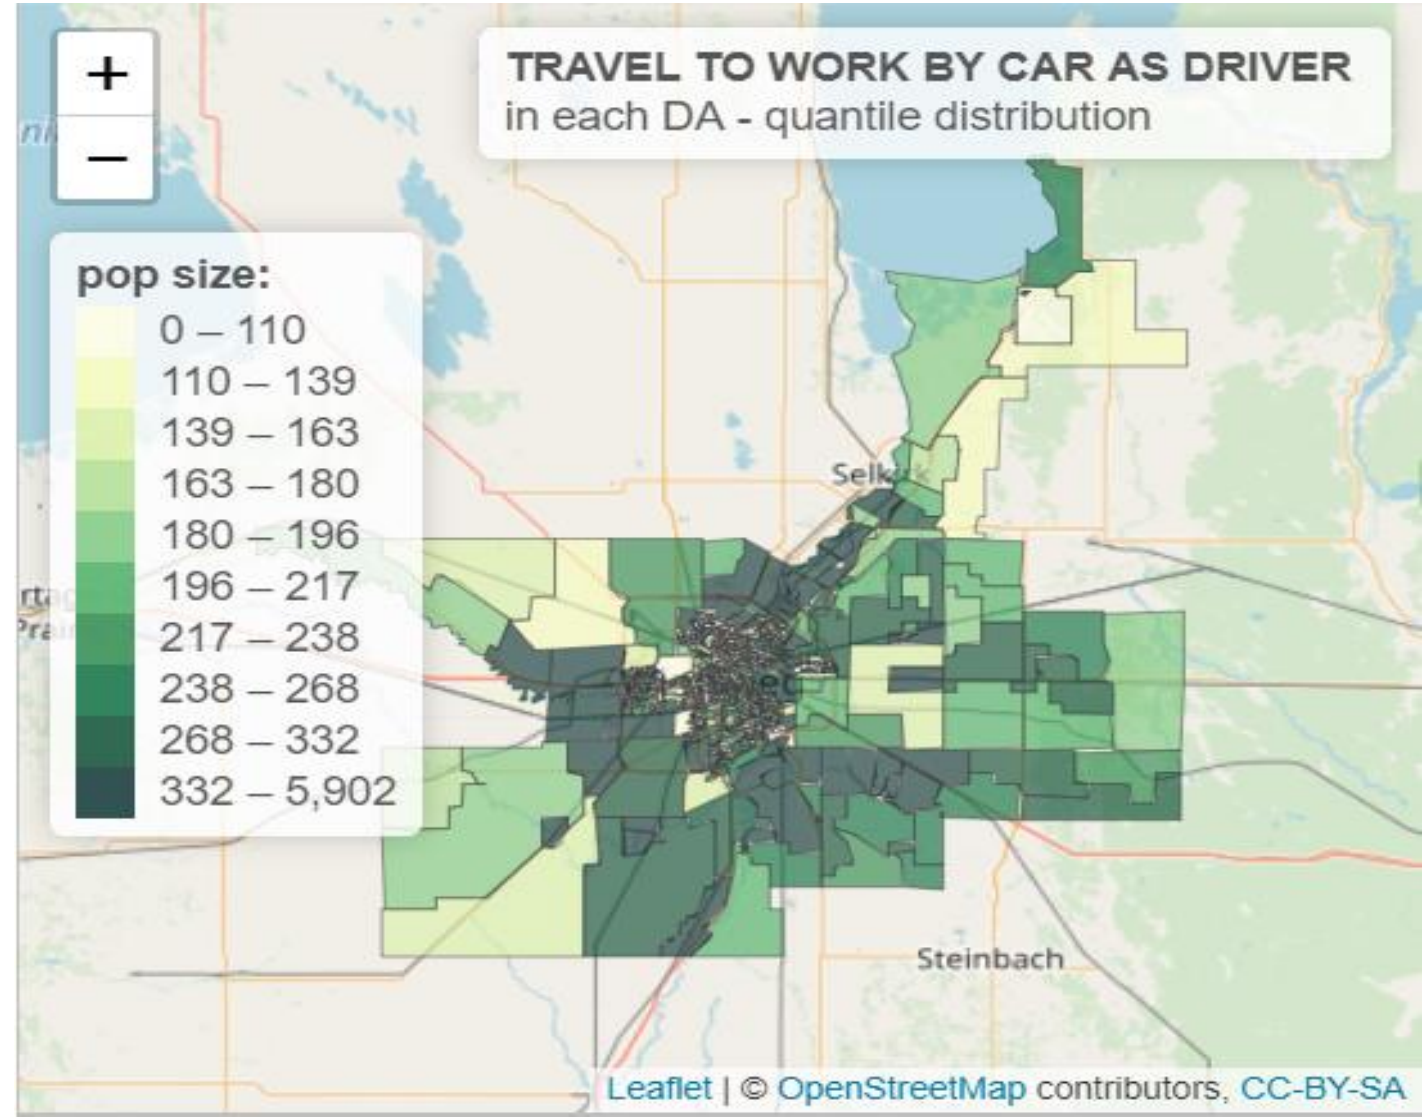 +
−
TRAVEL TO WORK BY CAR AS DRIVER
in each DA - quantile distribution
pop size:
0 – 110
110 – 139
139 – 163
163 – 180
180 – 196
196 – 217
217 – 238
238 – 268
268 – 332
332 – 5,902
Steinbach
Leaflet | © OpenStreetMap contributors, CC-BY-SA